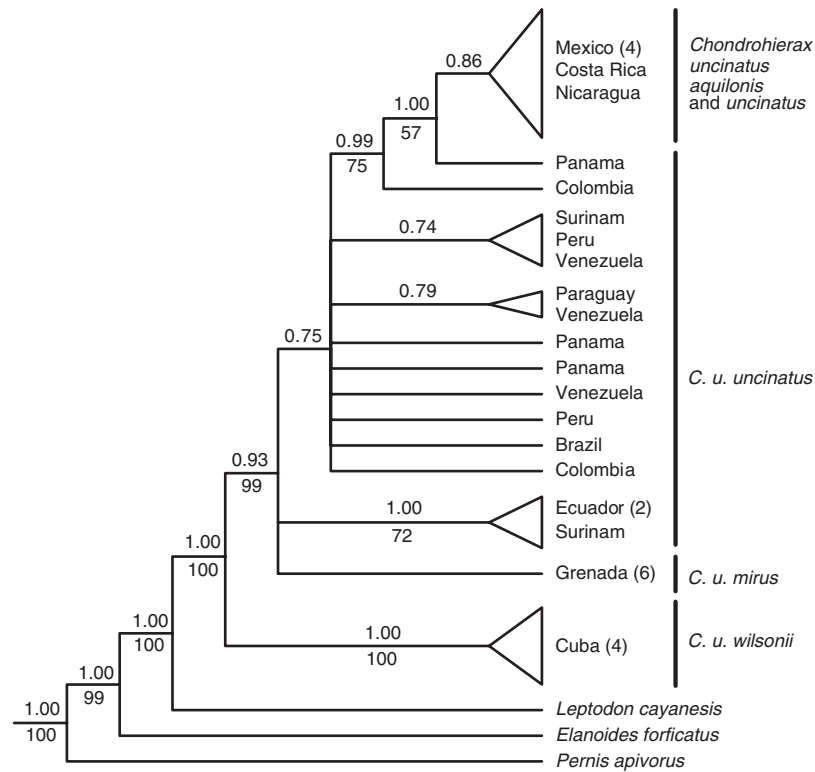 0.86
Mexico (4)
Costa Rica
Nicaragua
Chondrohierax
uncinatus
aquilonis
and uncinatus
1.00
57
0.99
75
Panama
Colombia
0.74
Surinam
Peru
Venezuela
0.79
Paraguay
Venezuela
0.75
Panama
Panama
Venezuela
Peru
Brazil
Colombia
C. u. uncinatus
0.93
99
1.00
72
Ecuador (2)
Surinam
Grenada (6)
C. u. mirus
1.00
100
1.00
100
Cuba (4)
C. u. wilsonii
1.00
100
1.00
99
1.00
100
Leptodon cayanesis
Elanoides forficatus
Pernis apivorus